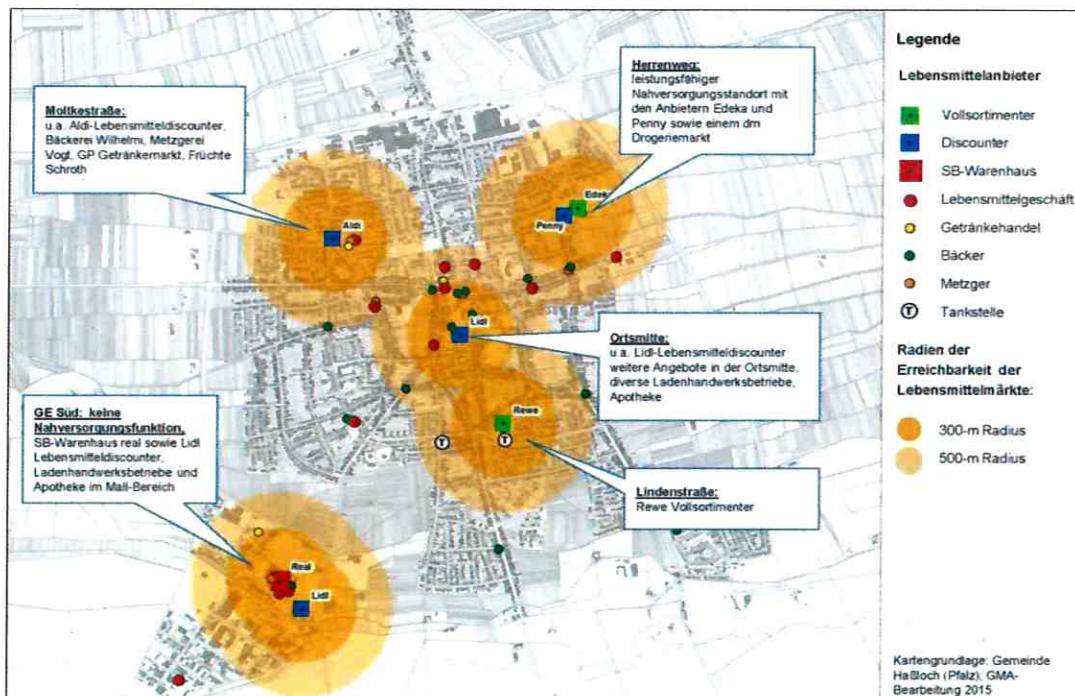 Moltkestraße:
u.a. Aldi-Lebensmitteldiscounter,
Bäckerei Wilhelmi, Metzgerei
Vogt, GP Getränkemarkt, Früchte
Schroth
Herrenweg:
leistungsfähiger
Nahversorgungsstandort mit
den Anbietern Edeka und
Penny sowie einem dm
Drogeriemarkt
Aldi
Edek
Penny
Lidl
Ortsmitte:
u.a. Lidl-Lebensmitteldiscounter
weitere Angebote in der Ortsmitte,
diverse Ladenhandwerksbetriebe,
Apotheke
GE Süd: keine
Nahversorgungsfunktion,
SB-Warenhaus real sowie Lidl
Lebensmitteldiscounter,
Ladenhandwerksbetriebe und
Apotheke im Mall-Bereich
Rewe
T
T
Lindenstraße:
Rewe Vollsortimenter
Real
Lidl
Legende
Lebensmittelanbieter
Vollsortimenter
Discounter
SB-Warenhaus
Lebensmittelgeschäft
Getränkehandel
Bäcker
Metzger
T Tankstelle
Radien der
Erreichbarkeit der
Lebensmittelmärkte:
300-m Radius
500-m Radius
Kartengrundlage: Gemeinde
Haßloch (Pfalz); GMA-
Bearbeitung 2015